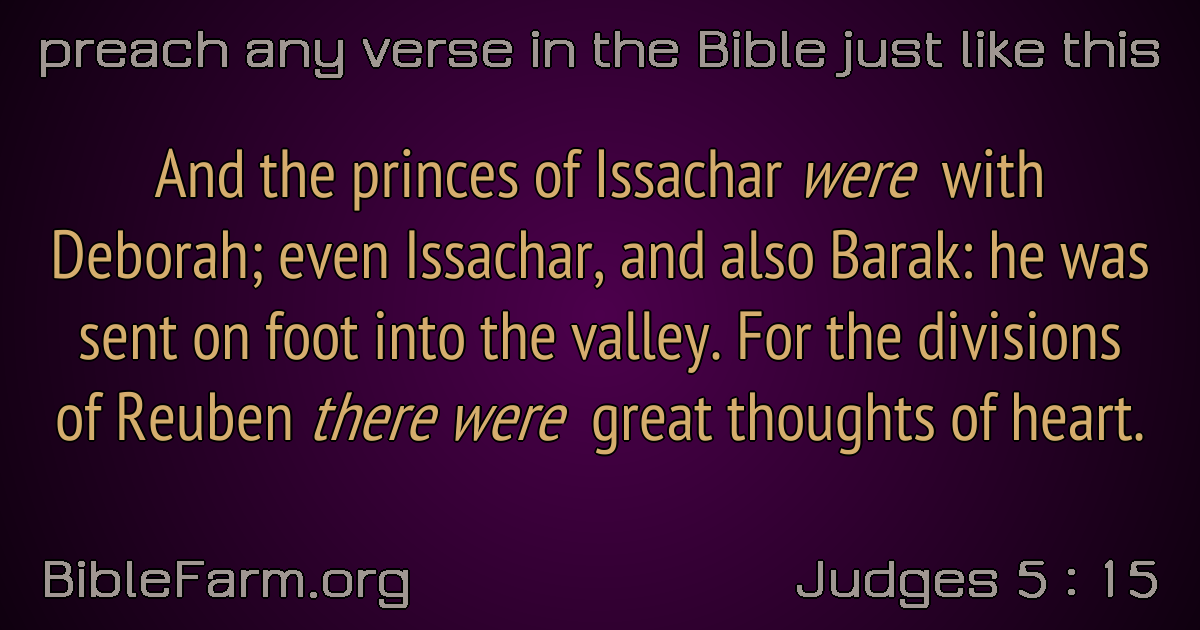 preach any verse in the Bible just like this
And the princes of Issachar were with
Deborah; even Issachar, and also Barak: he was
sent on foot into the valley. For the divisions
of Reuben there were great thoughts of heart.
BibleFarm.org
Judges 5 : 15